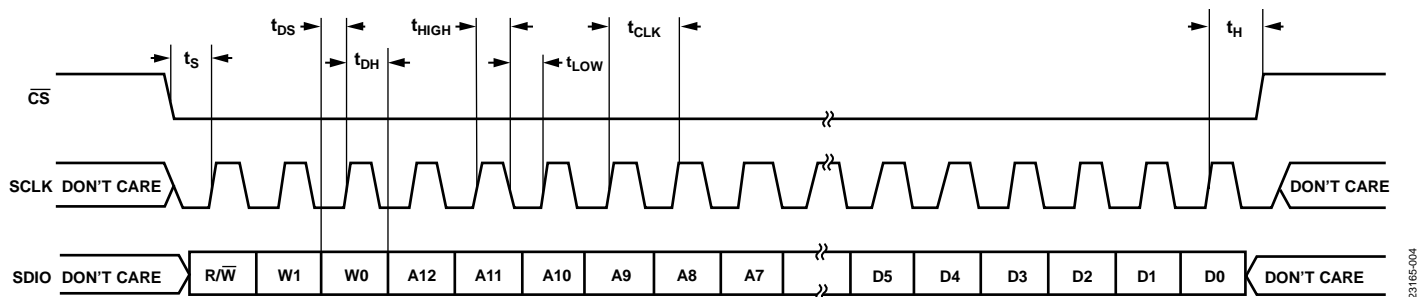 tDS
tHIGH
tCLK
tH
tS
tDH
tLOW
CS
SCLK DON'T CARE
DON'T CARE
SDIO DON'T CARE R/W W1 W0 A12 A11 A10 A9 A8 A7 D5 D4 D3 D2 D1 D0 DON'T CARE
23165-004